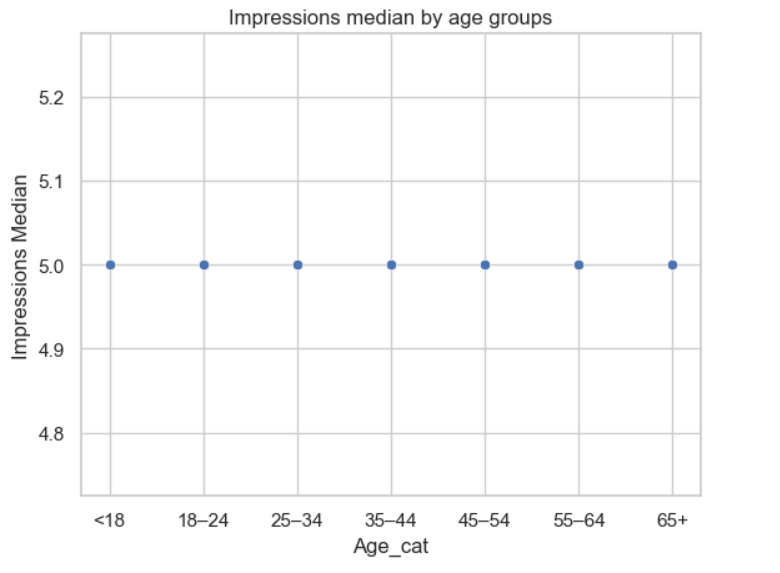 Impressions median by age groups
Impressions Median
5.2
5.1
5.0
4.9
4.8
<18 18–24 25–34 35–44 45–54 55–64 65+
Age_cat